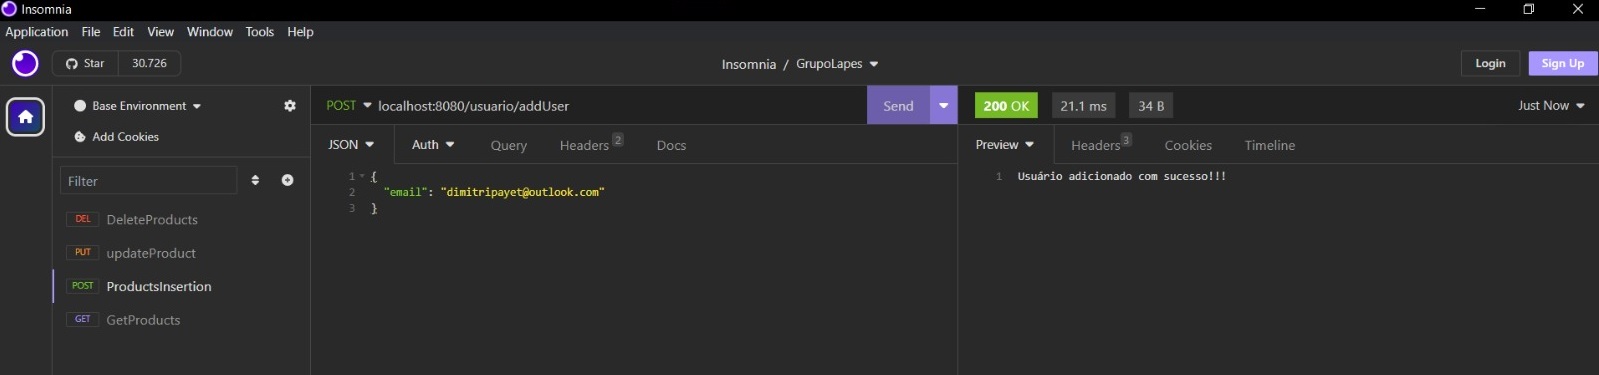 Insomnia
Application File Edit View Window Tools Help
Star 30.726 Insomnia / GrupoLapes Login Sign Up
Base Environment
Add Cookies
Filter
DEL DeleteProducts
PUT updateProduct
POST ProductsInsertion
GET GetProducts
POST localhost:8080/usuario/addUser Send
JSON Auth Query Headers 2 Docs
1 {
2 "email": "dimitripayet@outlook.com"
3 }
200 OK 21.1 ms 34 B Just Now
Preview Headers 3 Cookies Timeline
1 Usuário adicionado com sucesso!!!